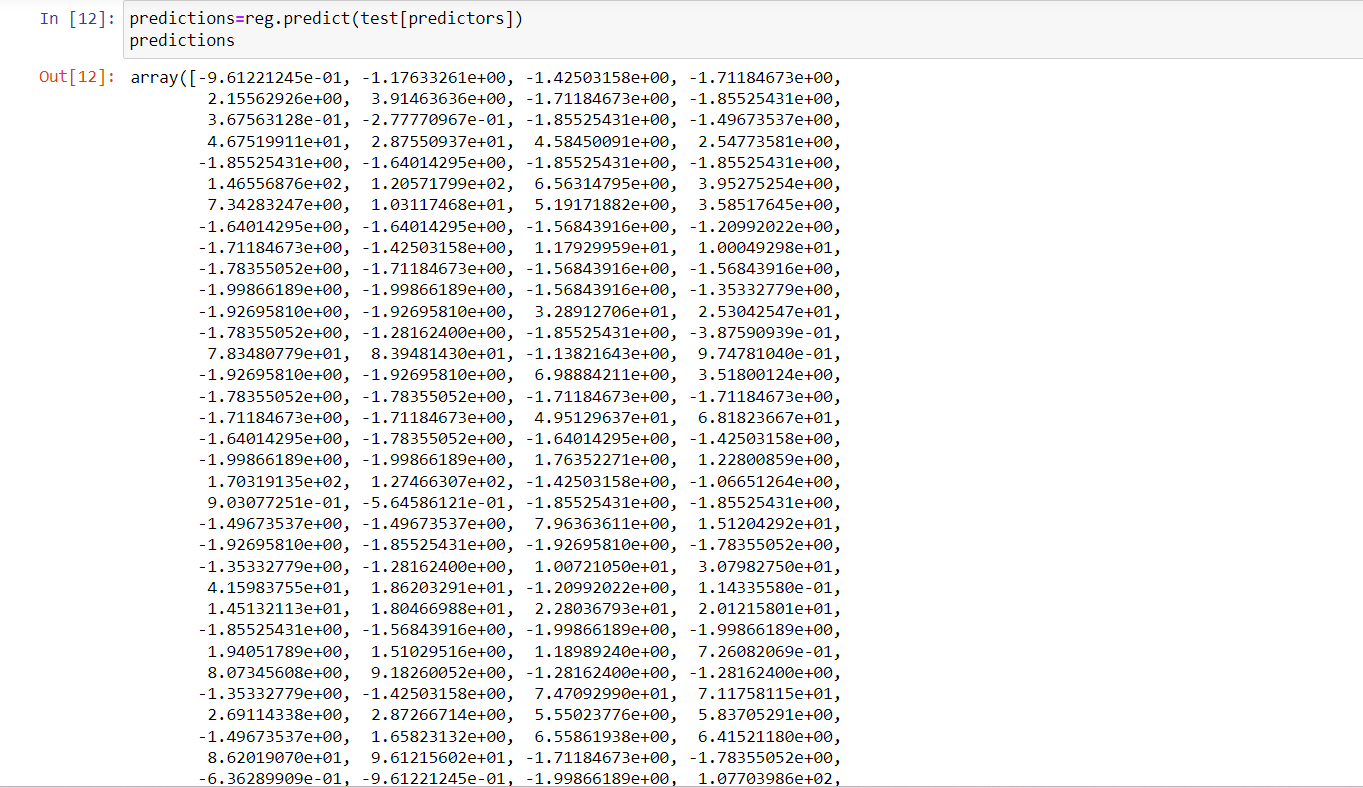 In [12]: predictions=reg.predict(test[predictors])
predictions
Out[12]: array([-9.61221245e-01, -1.17633261e+00, -1.42503158e+00, -1.71184673e+00,
2.15562926e+00, 3.91463636e+00, -1.71184673e+00, -1.85525431e+00,
3.67563128e-01, -2.77770967e-01, -1.85525431e+00, -1.49673537e+00,
4.67519911e+01, 2.87550937e+01, 4.58450091e+00, 2.54773581e+00,
-1.85525431e+00, -1.64014295e+00, -1.85525431e+00, -1.85525431e+00,
1.46556876e+02, 1.20571799e+02, 6.56314795e+00, 3.95275254e+00,
7.34283247e+00, 1.03117468e+01, 5.19171882e+00, 3.58517645e+00,
-1.64014295e+00, -1.64014295e+00, -1.56843916e+00, -1.20992022e+00,
-1.71184673e+00, -1.42503158e+00, 1.17929959e+01, 1.00049298e+01,
-1.78355052e+00, -1.71184673e+00, -1.56843916e+00, -1.56843916e+00,
-1.99866189e+00, -1.99866189e+00, -1.56843916e+00, -1.35332779e+00,
-1.92695810e+00, -1.92695810e+00, 3.28912706e+01, 2.53042547e+01,
-1.78355052e+00, -1.28162400e+00, -1.85525431e+00, -3.87590939e-01,
7.83480779e+01, 8.39481430e+01, -1.13821643e+00, 9.74781040e-01,
-1.92695810e+00, -1.92695810e+00, 6.98884211e+00, 3.51800124e+00,
-1.78355052e+00, -1.78355052e+00, -1.71184673e+00, -1.71184673e+00,
-1.71184673e+00, -1.71184673e+00, 4.95129637e+01, 6.81823667e+01,
-1.64014295e+00, -1.78355052e+00, -1.64014295e+00, -1.42503158e+00,
-1.99866189e+00, -1.99866189e+00, 1.76352271e+00, 1.22800859e+00,
1.70319135e+02, 1.27466307e+02, -1.42503158e+00, -1.06651264e+00,
9.03077251e-01, -5.64586121e-01, -1.85525431e+00, -1.85525431e+00,
-1.49673537e+00, -1.49673537e+00, 7.96363611e+00, 1.51204292e+01,
-1.92695810e+00, -1.85525431e+00, -1.92695810e+00, -1.78355052e+00,
-1.35332779e+00, -1.28162400e+00, 1.00721050e+01, 3.07982750e+01,
4.15983755e+01, 1.86203291e+01, -1.20992022e+00, 1.14335580e-01,
1.45132113e+01, 1.80466988e+01, 2.28036793e+01, 2.01215801e+01,
-1.85525431e+00, -1.56843916e+00, -1.99866189e+00, -1.99866189e+00,
1.94051789e+00, 1.51029516e+00, 1.18989240e+00, 7.26082069e-01,
8.07345608e+00, 9.18260052e+00, -1.28162400e+00, -1.28162400e+00,
-1.35332779e+00, -1.42503158e+00, 7.47092990e+01, 7.11758115e+01,
2.69114338e+00, 2.87266714e+00, 5.55023776e+00, 5.83705291e+00,
-1.49673537e+00, 1.65823132e+00, 6.55861938e+00, 6.41521180e+00,
8.62019070e+01, 9.61215602e+01, -1.71184673e+00, -1.78355052e+00,
-6.36289909e-01, -9.61221245e-01, -1.99866189e+00, 1.07703986e+02,